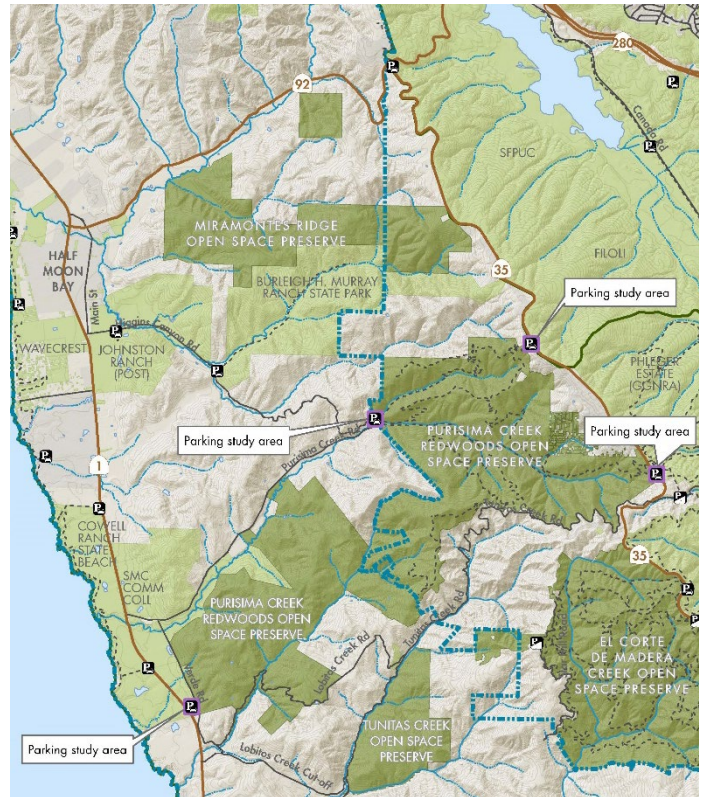 280
92
Canada Rd
SFPUC
MIRAMONTES RIDGE
OPEN SPACE PRESERVE
HALF
MOON
BAY
FILOLI
35
BURLEIGH H. MURRAY
RANCH STATE PARK
Parking study area
Main St
Higgins Canyon Rd
WAVECREST
JOHNSTON
RANCH
(POST)
PHLEGER
ESTATE
(GGNRA)
Parking study area
Parking study area
PURISIMA CREEK
REDWOODS OPEN
SPACE PRESERVE
Purisima Creek Rd
1
COWELL
RANCH
STATE
BEACH
SMC
COMM
COLL
35
PURISIMA CREEK
REDWOODS OPEN
SPACE PRESERVE
Tunitas Creek Rd
Lobitos Creek Rd
EL CORTE
DE MADERA
CREEK OPEN
SPACE PRESERVE
TUNITAS CREEK
OPEN SPACE
PRESERVE
Parking study area
Lobitos Creek Cut-off